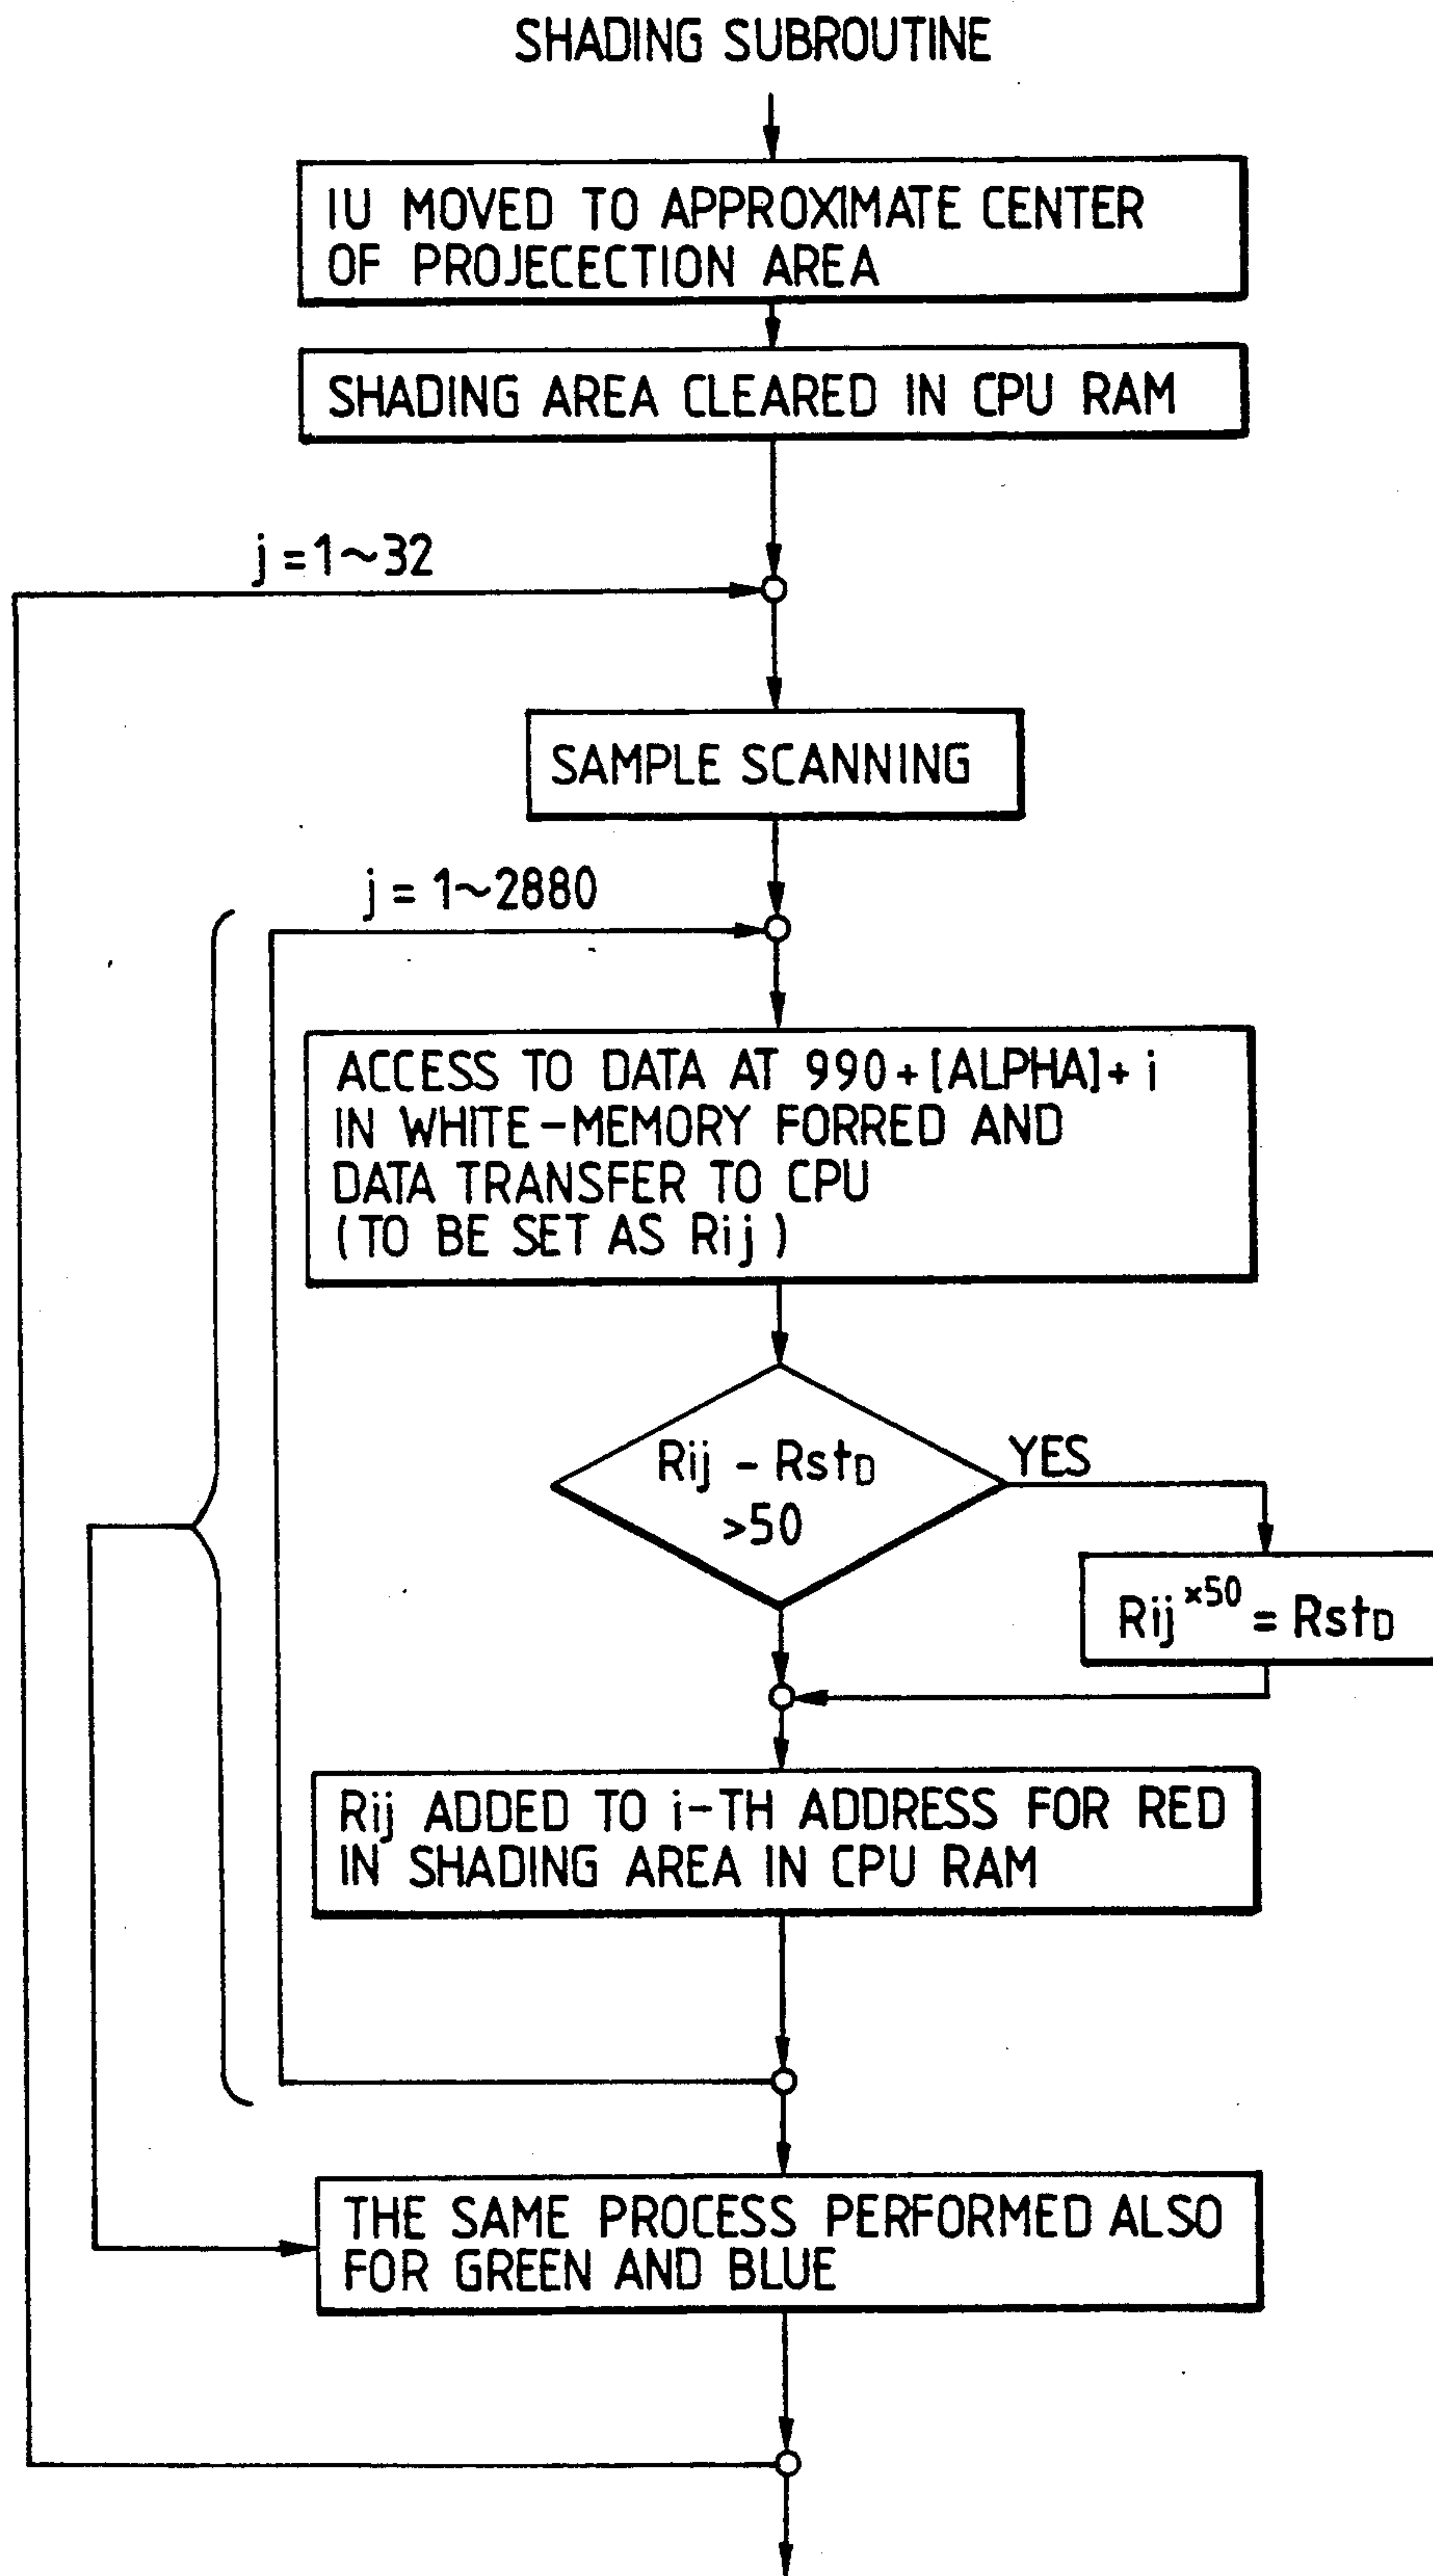 SHADING SUBROUTINE
IU MOVED TO APPROXIMATE CENTER
OF PROJECECTION AREA
SHADING AREA CLEARED IN CPU RAM
j = 1~32
SAMPLE SCANNING
j = 1~2880
ACCESS TO DATA AT 990+[ALPHA]+ i
IN WHITE-MEMORY FORRED AND
DATA TRANSFER TO CPU
(TO BE SET AS Rij)
Rij - RstD
>50
YES
Rij ×50 = RstD
Rij ADDED TO i-TH ADDRESS FOR RED
IN SHADING AREA IN CPU RAM
THE SAME PROCESS PERFORMED ALSO
FOR GREEN AND BLUE